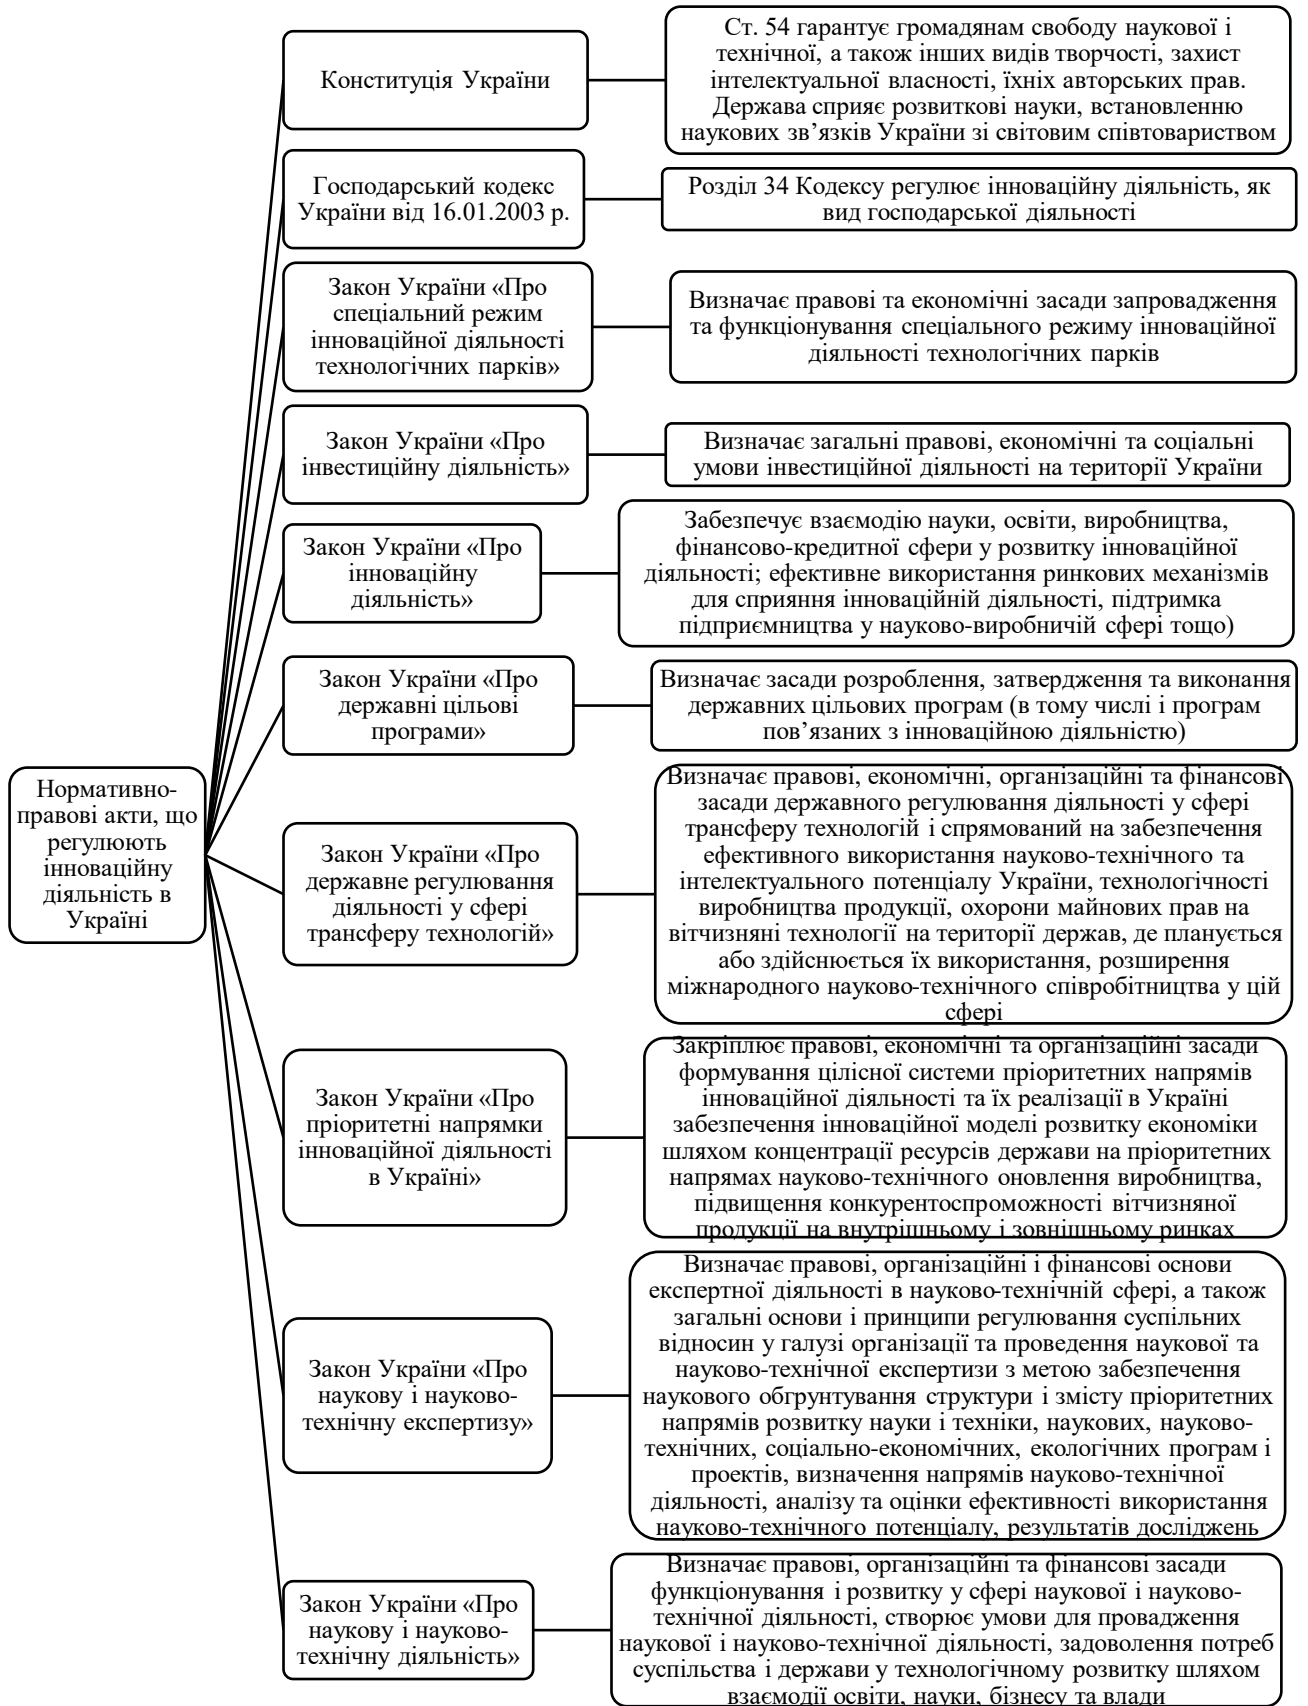 Нормативно-
правові акти, що
регулюють
інноваційну
діяльність в
Україні
Конституція України
Ст. 54 гарантує громадянам свободу наукової і
технічної, а також інших видів творчості, захист
інтелектуальної власності, їхніх авторських прав.
Держава сприяє розвиткові науки, встановленню
наукових зв’язків України зі світовим співтовариством
Господарський кодекс
України від 16.01.2003 р.
Розділ 34 Кодексу регулює інноваційну діяльність, як
вид господарської діяльності
Закон України «Про
спеціальний режим
інноваційної діяльності
технологічних парків»
Визначає правові та економічні засади запровадження
та функціонування спеціального режиму інноваційної
діяльності технологічних парків
Закон України «Про
інвестиційну діяльність»
Визначає загальні правові, економічні та соціальні
умови інвестиційної діяльності на території України
Закон України «Про
інноваційну
діяльність»
Забезпечує взаємодію науки, освіти, виробництва,
фінансово-кредитної сфери у розвитку інноваційної
діяльності; ефективне використання ринкових механізмів
для сприяння інноваційній діяльності, підтримка
підприємництва у науково-виробничій сфері тощо)
Закон України «Про
державні цільові
програми»
Визначає засади розроблення, затвердження та виконання
державних цільових програм (в тому числі і програм
пов’язаних з інноваційною діяльністю)
Закон України «Про
державне регулювання
діяльності у сфері
трансферу технологій»
Визначає правові, економічні, організаційні та фінансові
засади державного регулювання діяльності у сфері
трансферу технологій і спрямований на забезпечення
ефективного використання науково-технічного та
інтелектуального потенціалу України, технологічності
виробництва продукції, охорони майнових прав на
вітчизняні технології на території держав, де планується
або здійснюється їх використання, розширення
міжнародного науково-технічного співробітництва у цій
сфері
Закон України «Про
пріоритетні напрямки
інноваційної діяльності
в Україні»
Закріплює правові, економічні та організаційні засади
формування цілісної системи пріоритетних напрямів
інноваційної діяльності та їх реалізації в Україні
забезпечення інноваційної моделі розвитку економіки
шляхом концентрації ресурсів держави на пріоритетних
напрямах науково-технічного оновлення виробництва,
підвищення конкурентоспроможності вітчизняної
продукції на внутрішньому і зовнішньому ринках
Закон України «Про
наукову і науково-
технічну експертизу»
Визначає правові, організаційні і фінансові основи
експертної діяльності в науково-технічній сфері, а також
загальні основи і принципи регулювання суспільних
відносин у галузі організації та проведення наукової та
науково-технічної експертизи з метою забезпечення
наукового обгрунтування структури і змісту пріоритетних
напрямів розвитку науки і техніки, наукових, науково-
технічних, соціально-економічних, екологічних програм і
проектів, визначення напрямів науково-технічної
діяльності, аналізу та оцінки ефективності використання
науково-технічного потенціалу, результатів досліджень
Закон України «Про
наукову і науково-
технічну діяльність»
Визначає правові, організаційні та фінансові засади
функціонування і розвитку у сфері наукової і науково-
технічної діяльності, створює умови для провадження
наукової і науково-технічної діяльності, задоволення потреб
суспільства і держави у технологічному розвитку шляхом
взаємодії освіти, науки, бізнесу та влади